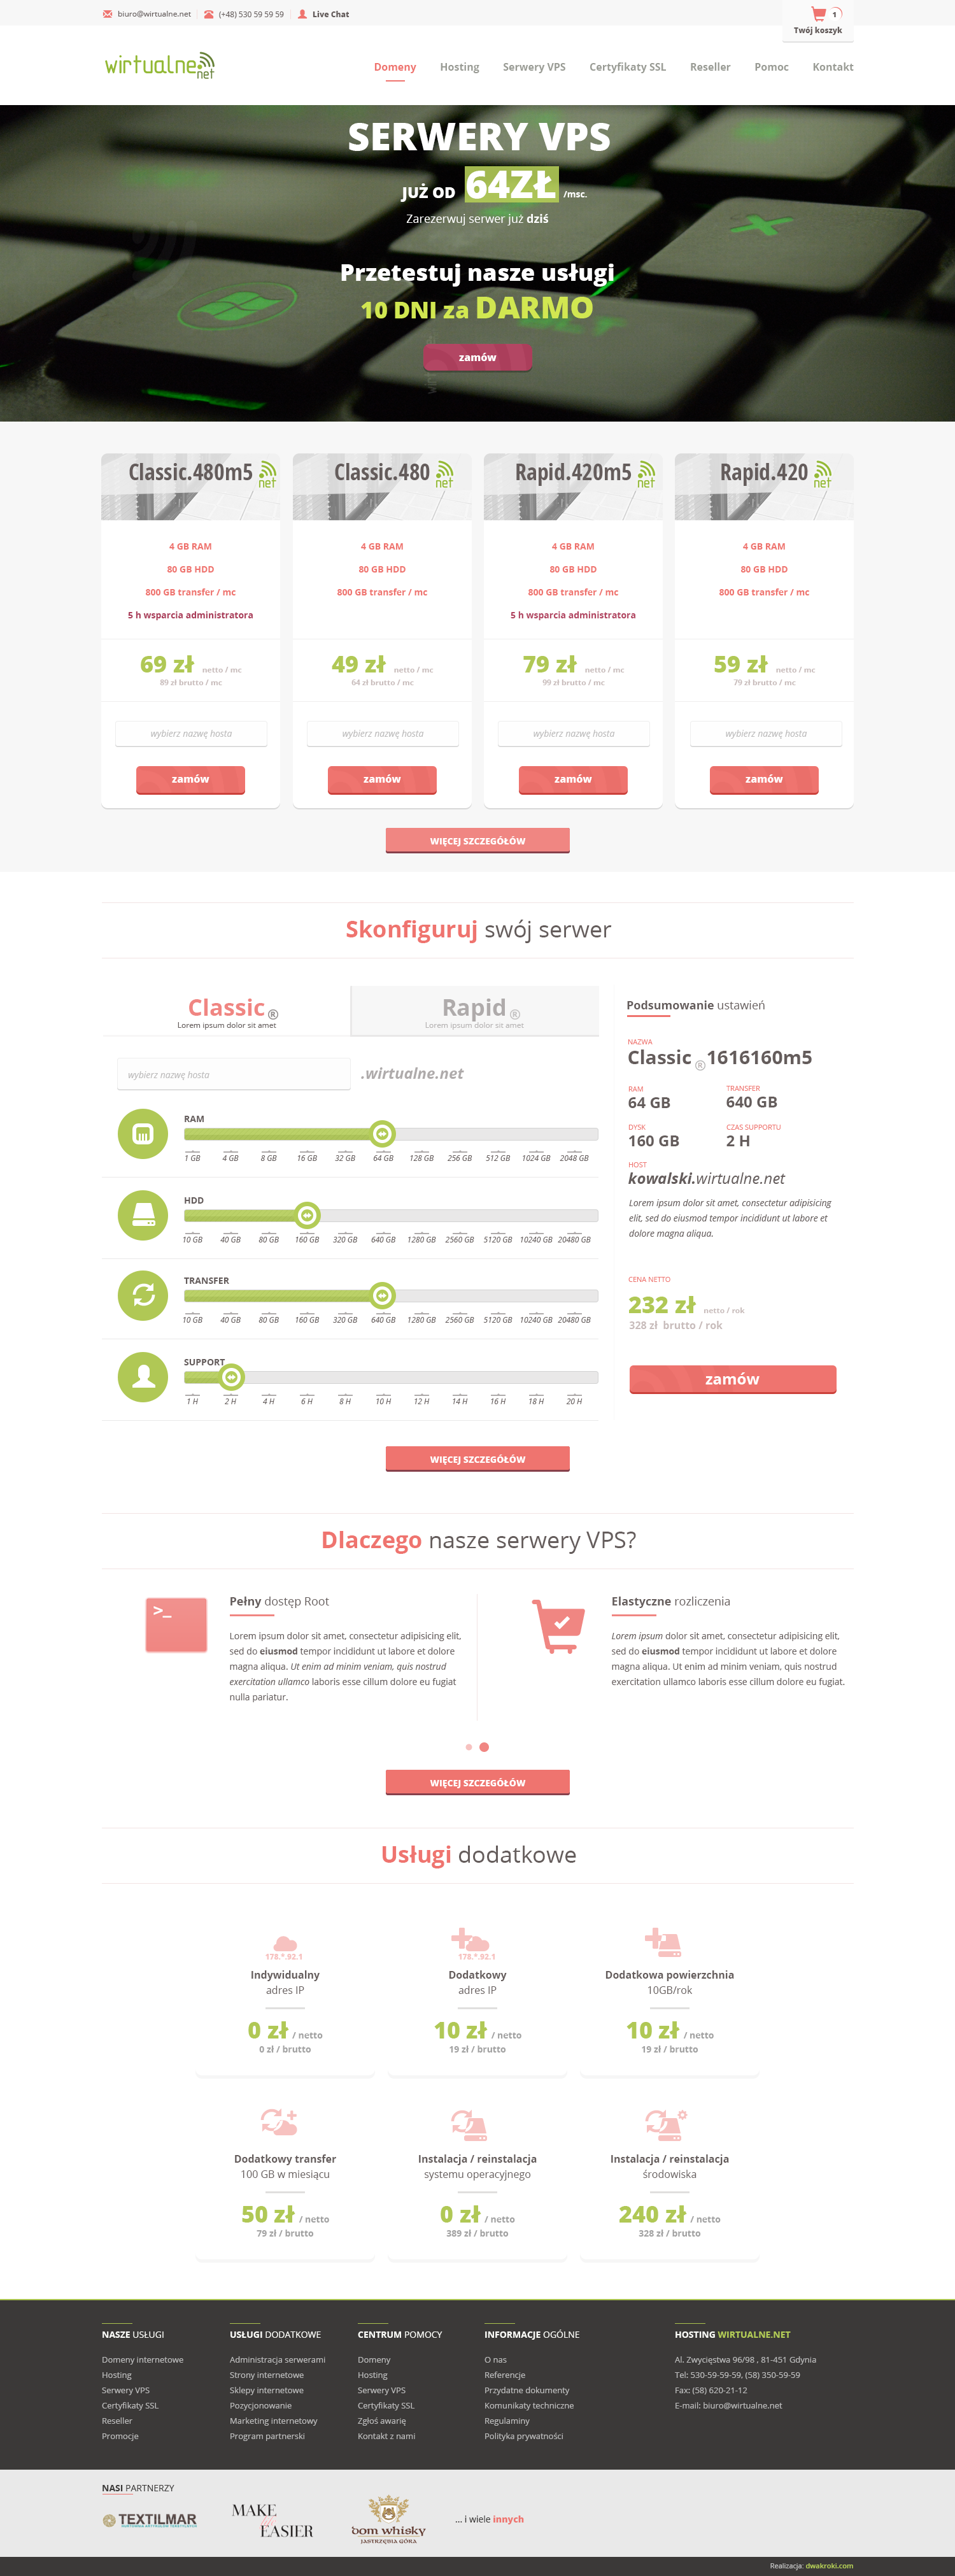 biuro@wirtualne.net (+48) 530 59 59 59 Live Chat
1
Twój koszyk
wirtualne.net
Domeny Hosting Serwery VPS Certyfikaty SSL Reseller Pomoc Kontakt
SERWERY VPS
JUŻ OD 64ZŁ /msc.
Zarezerwuj serwer już dziś
Przetestuj nasze usługi
10 DNI za DARMO
zamów
Classic.480m5 net Classic.480 net Rapid.420m5 net Rapid.420 net
4 GB RAM 4 GB RAM 4 GB RAM 4 GB RAM
80 GB HDD 80 GB HDD 80 GB HDD 80 GB HDD
800 GB transfer / mc 800 GB transfer / mc 800 GB transfer / mc 800 GB transfer / mc
5 h wsparcia administratora 5 h wsparcia administratora
69 zł netto / mc 49 zł netto / mc 79 zł netto / mc 59 zł netto / mc
89 zł brutto / mc 64 zł brutto / mc 99 zł brutto / mc 79 zł brutto / mc
wybierz nazwę hosta wybierz nazwę hosta wybierz nazwę hosta wybierz nazwę hosta
zamów zamów zamów zamów
WIĘCEJ SZCZEGÓŁÓW
Skonfiguruj swój serwer
Classic ® Rapid ®
Lorem ipsum dolor sit amet Lorem ipsum dolor sit amet
wybierz nazwę hosta .wirtualne.net
RAM
1 GB 4 GB 8 GB 16 GB 32 GB 64 GB 128 GB 256 GB 512 GB 1024 GB 2048 GB
HDD
10 GB 40 GB 80 GB 160 GB 320 GB 640 GB 1280 GB 2560 GB 5120 GB 10240 GB 20480 GB
TRANSFER
10 GB 40 GB 80 GB 160 GB 320 GB 640 GB 1280 GB 2560 GB 5120 GB 10240 GB 20480 GB
SUPPORT
1 H 2 H 4 H 6 H 8 H 10 H 12 H 14 H 16 H 18 H 20 H
Podsumowanie ustawień
NAZWA
Classic ® 1616160m5
RAM TRANSFER
64 GB 640 GB
DYSK CZAS SUPPORTU
160 GB 2 H
HOST
kowalski.wirtualne.net
Lorem ipsum dolor sit amet, consectetur adipisicing
elit, sed do eiusmod tempor incididunt ut labore et
dolore magna aliqua.
CENA NETTO
232 zł netto / rok
328 zł brutto / rok
zamów
WIĘCEJ SZCZEGÓŁÓW
Dlaczego nasze serwery VPS?
Pełny dostęp Root
Lorem ipsum dolor sit amet, consectetur adipisicing elit,
sed do eiusmod tempor incididunt ut labore et dolore
magna aliqua. Ut enim ad minim veniam, quis nostrud
exercitation ullamco laboris esse cillum dolore eu fugiat
nulla pariatur.
Elastyczne rozliczenia
Lorem ipsum dolor sit amet, consectetur adipisicing elit,
sed do eiusmod tempor incididunt ut labore et dolore
magna aliqua. Ut enim ad minim veniam, quis nostrud
exercitation ullamco laboris esse cillum dolore eu fugiat.
WIĘCEJ SZCZEGÓŁÓW
Usługi dodatkowe
178.*.92.1 178.*.92.1
Indywidualny Dodatkowy Dodatkowa powierzchnia
adres IP adres IP 10GB/rok
0 zł / netto 10 zł / netto 10 zł / netto
0 zł / brutto 19 zł / brutto 19 zł / brutto
Dodatkowy transfer Instalacja / reinstalacja Instalacja / reinstalacja
100 GB w miesiącu systemu operacyjnego środowiska
50 zł / netto 0 zł / netto 240 zł / netto
79 zł / brutto 389 zł / brutto 328 zł / brutto
NASZE USŁUGI
Domeny internetowe
Hosting
Serwery VPS
Certyfikaty SSL
Reseller
Promocje
USŁUGI DODATKOWE
Administracja serwerami
Strony internetowe
Sklepy internetowe
Pozycjonowanie
Marketing internetowy
Program partnerski
CENTRUM POMOCY
Domeny
Hosting
Serwery VPS
Certyfikaty SSL
Zgłoś awarię
Kontakt z nami
INFORMACJE OGÓLNE
O nas
Referencje
Przydatne dokumenty
Komunikaty techniczne
Regulaminy
Polityka prywatności
HOSTING WIRTUALNE.NET
Al. Zwycięstwa 96/98 , 81-451 Gdynia
Tel: 530-59-59-59, (58) 350-59-59
Fax: (58) 620-21-12
E-mail: biuro@wirtualne.net
NASI PARTNERZY
TEXTILMAR
MAKE
EASIER
dom whisky
JASTRZĘBIA GÓRA
... i wiele innych
Realizacja: dwakroki.com